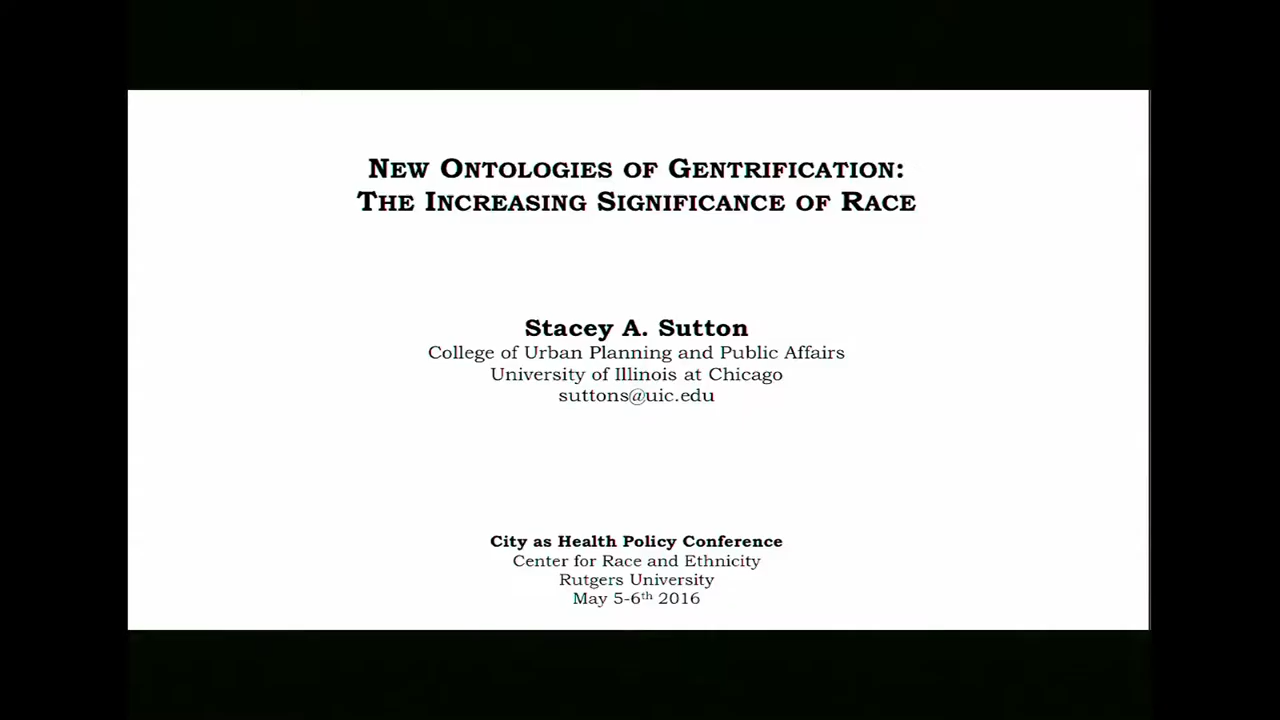 New Ontologies of Gentrification:
The Increasing Significance of Race
Stacey A. Sutton
College of Urban Planning and Public Affairs
University of Illinois at Chicago
suttons@uic.edu
City as Health Policy Conference
Center for Race and Ethnicity
Rutgers University
May 5-6th 2016